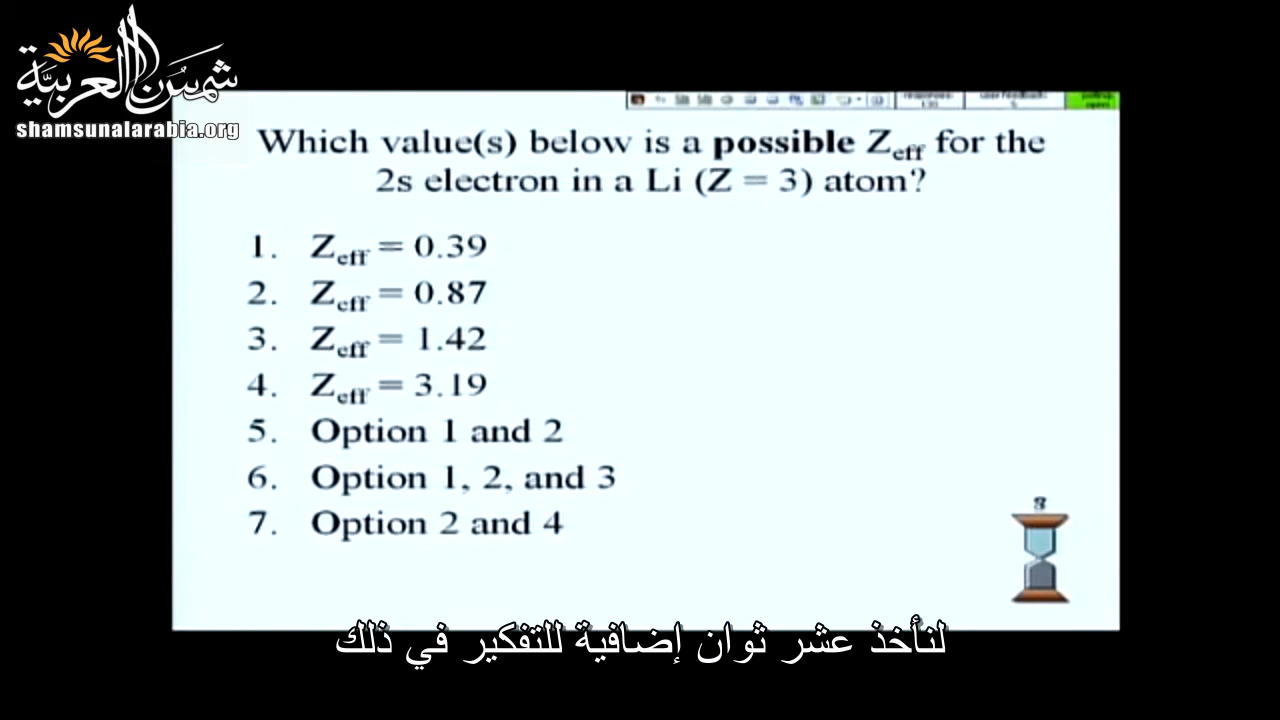 شمس العربية
shamsunalarabia.org
Which value(s) below is a possible Zeff for the
2s electron in a Li (Z = 3) atom?
1. Zeff = 0.39
2. Zeff = 0.87
3. Zeff = 1.42
4. Zeff = 3.19
5. Option 1 and 2
6. Option 1, 2, and 3
7. Option 2 and 4
لنأخذ عشر ثوان إضافية للتفكير في ذلك